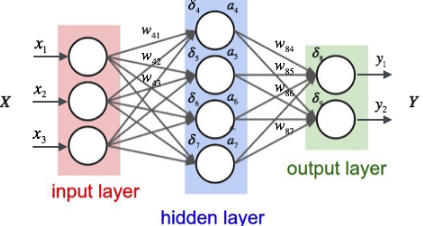 δ₄ a₄
w₄₁
w₈₄
x₁
w₄₂
δ₅ a₅
w₈₅
δ₈
y₁
w₄₃
X
x₂
δ₆ a₆
w₈₆
δ₈
y₂
Y
x₃
δ₇ a₇
w₈₇
output layer
input layer
hidden layer